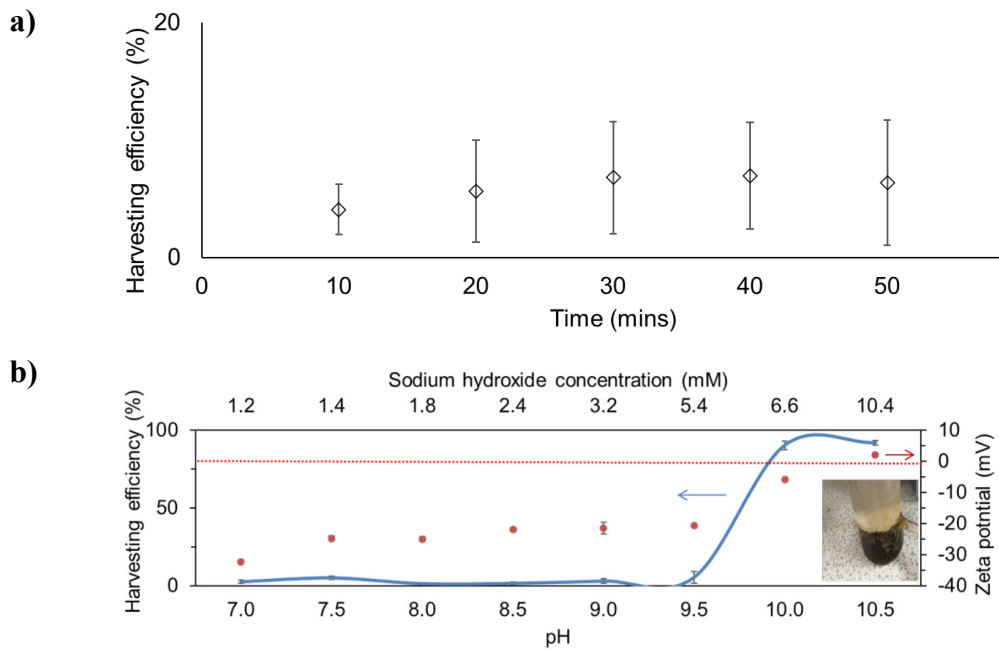 a)
Harvesting efficiency (%)
20
0
0 10 20 30 40 50
Time (mins)
b)
Sodium hydroxide concentration (mM)
1.2 1.4 1.8 2.4 3.2 5.4 6.6 10.4
Harvesting efficiency (%)
100
50
0
10
0
-10
-20
-30
-40
Zeta potntial (mV)
7.0 7.5 8.0 8.5 9.0 9.5 10.0 10.5
pH